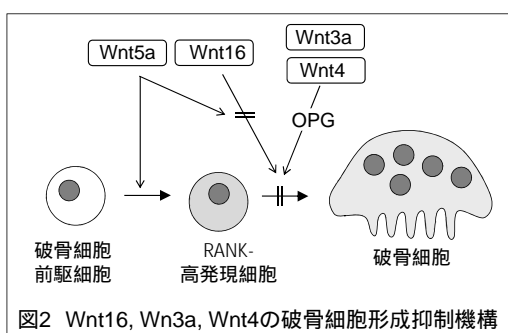 Wnt3a
Wnt5a
Wnt16
Wnt4
OPG
破骨細胞
前駆細胞
RANK-
高発現細胞
破骨細胞
図2 Wnt16, Wn3a, Wnt4の破骨細胞形成抑制機構